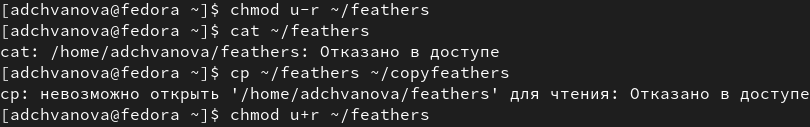 [adchvanova@fedora ~]$ chmod u-r ~/feathers
[adchvanova@fedora ~]$ cat ~/feathers
cat: /home/adchvanova/feathers: Отказано в доступе
[adchvanova@fedora ~]$ cp ~/feathers ~/copyfeathers
cp: невозможно открыть '/home/adchvanova/feathers' для чтения: Отказано в доступе
[adchvanova@fedora ~]$ chmod u+r ~/feathers